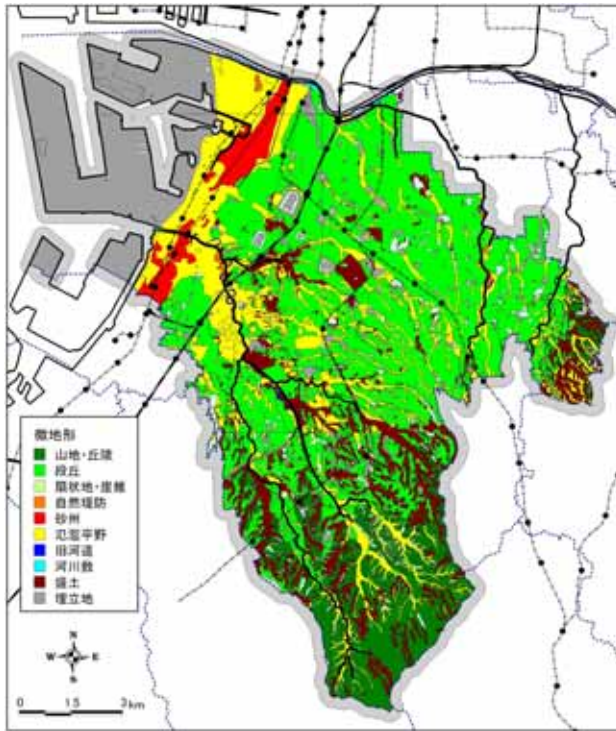 微地形
山地・丘陵
段丘
扇状地・崖錐
自然堤防
砂州
氾濫平野
旧河道
河川敷
盛土
埋立地
N
W E
S
0 1.5 3 km